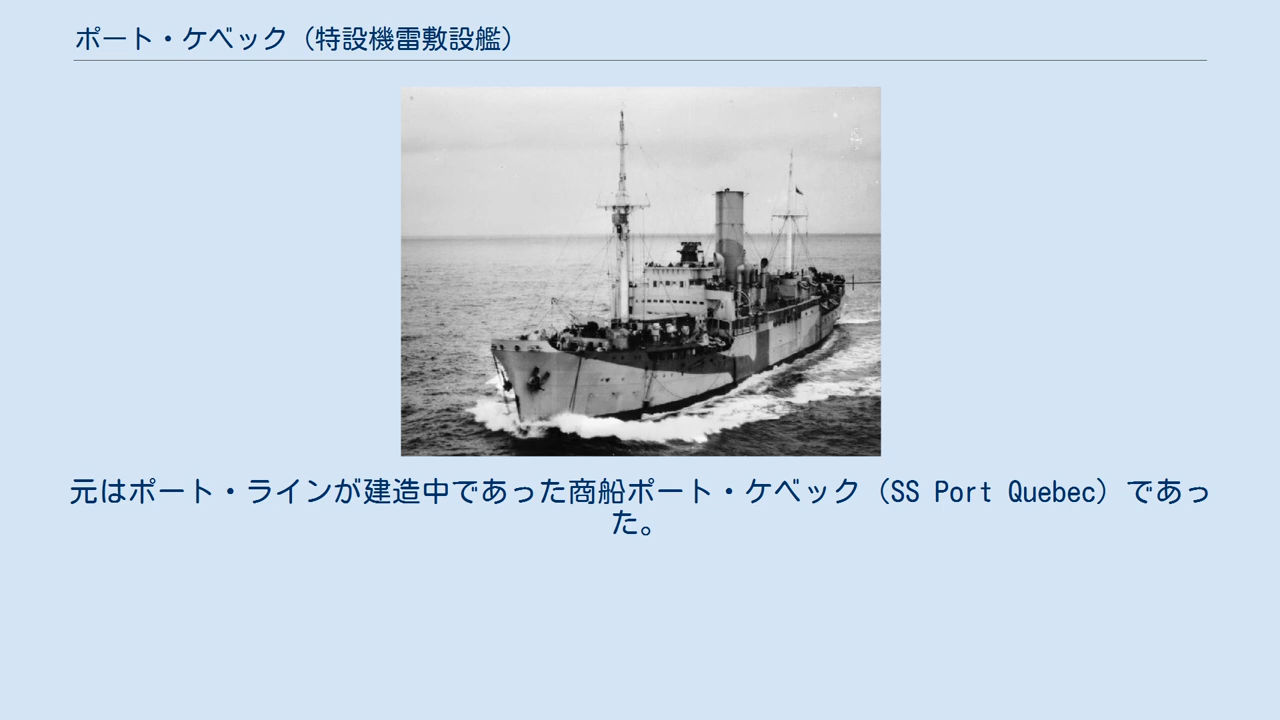 ポート・ケベック（特設機雷敷設艦）
元はポート・ラインが建造中であった商船ポート・ケベック（SS Port Quebec）であっ
た。